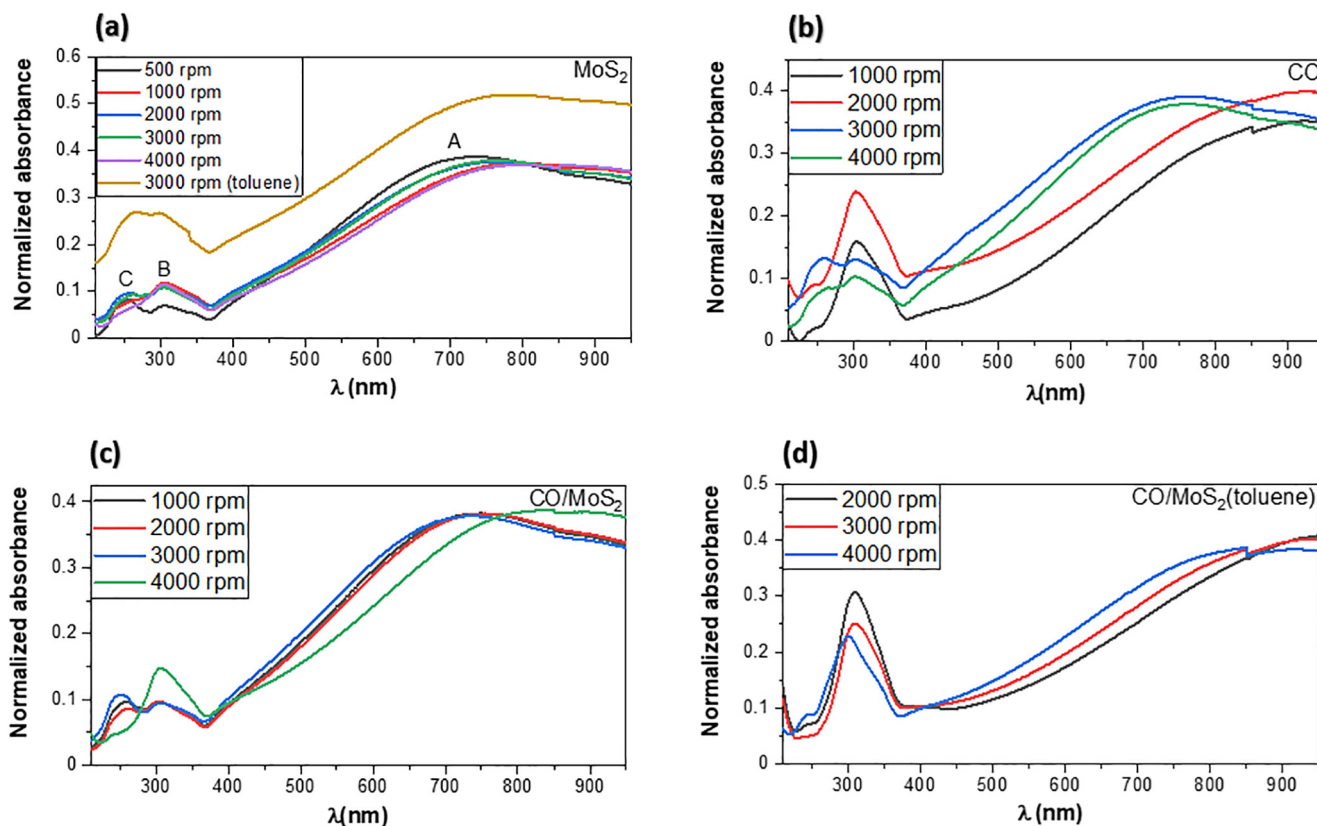 (a)
MoS₂
500 rpm
1000 rpm
2000 rpm
3000 rpm
4000 rpm
3000 rpm (toluene)
A
B
C
Normalized absorbance
0.6
0.5
0.4
0.3
0.2
0.1
0
300 400 500 600 700 800 900
λ (nm)
(b)
CO
1000 rpm
2000 rpm
3000 rpm
4000 rpm
Normalized absorbance
0.4
0.3
0.2
0.1
0
300 400 500 600 700 800 900
λ(nm)
(c)
CO/MoS₂
1000 rpm
2000 rpm
3000 rpm
4000 rpm
Normalized absorbance
0.4
0.3
0.2
0.1
0
300 400 500 600 700 800 900
λ(nm)
(d)
CO/MoS₂(toluene)
2000 rpm
3000 rpm
4000 rpm
Normalized absorbance
0.5
0.4
0.3
0.2
0.1
0
300 400 500 600 700 800 900
λ (nm)